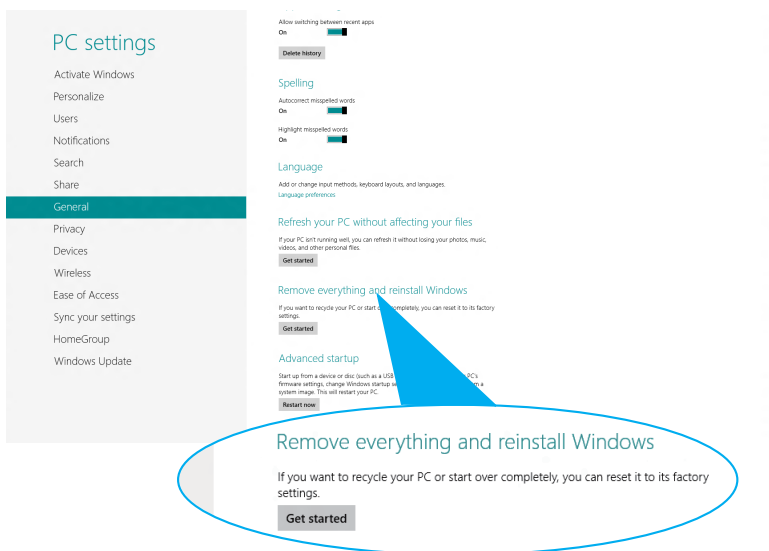 PC settings
Activate Windows
Personalize
Users
Notifications
Search
Share
General
Privacy
Devices
Wireless
Ease of Access
Sync your settings
HomeGroup
Windows Update
Allow switching between recent apps
On
Delete history
Spelling
Autocorrect misspelled words
On
Highlight misspelled words
On
Language
Add or change input methods, keyboard layouts, and languages.
Language preferences
Refresh your PC without affecting your files
If your PC isn't running well, you can refresh it without losing your photos, music,
videos, and other personal files.
Get started
Remove everything and reinstall Windows
If you want to recycle your PC or start completely, you can reset it to its factory
settings.
Get started
Advanced startup
Start up from a device or disc (such as a USB PC's
firmware settings, change Windows startup a
system image. This will restart your PC.
Restart now
Remove everything and reinstall Windows
If you want to recycle your PC or start over completely, you can reset it to its factory
settings.
Get started